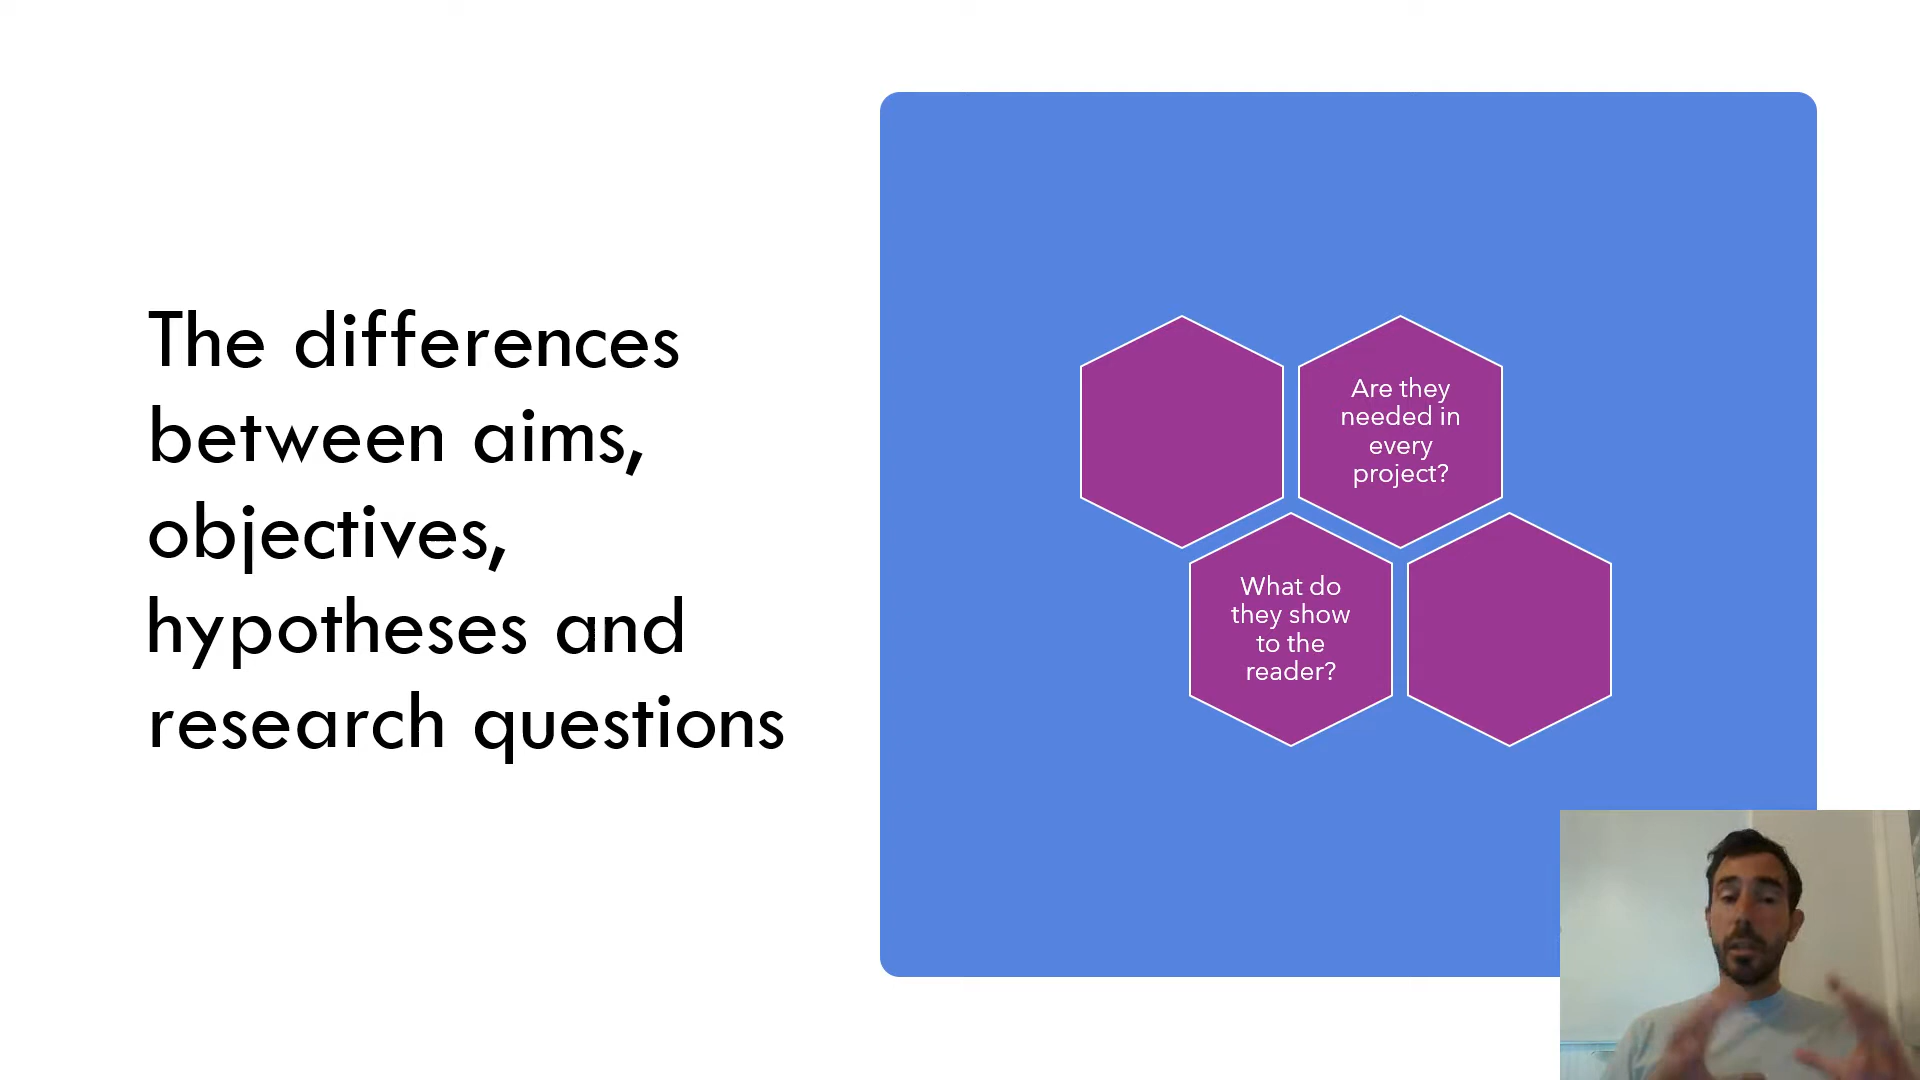 The differences
between aims,
objectives,
hypotheses and
research questions
Are they
needed in
every
project?
What do
they show
to the
reader?